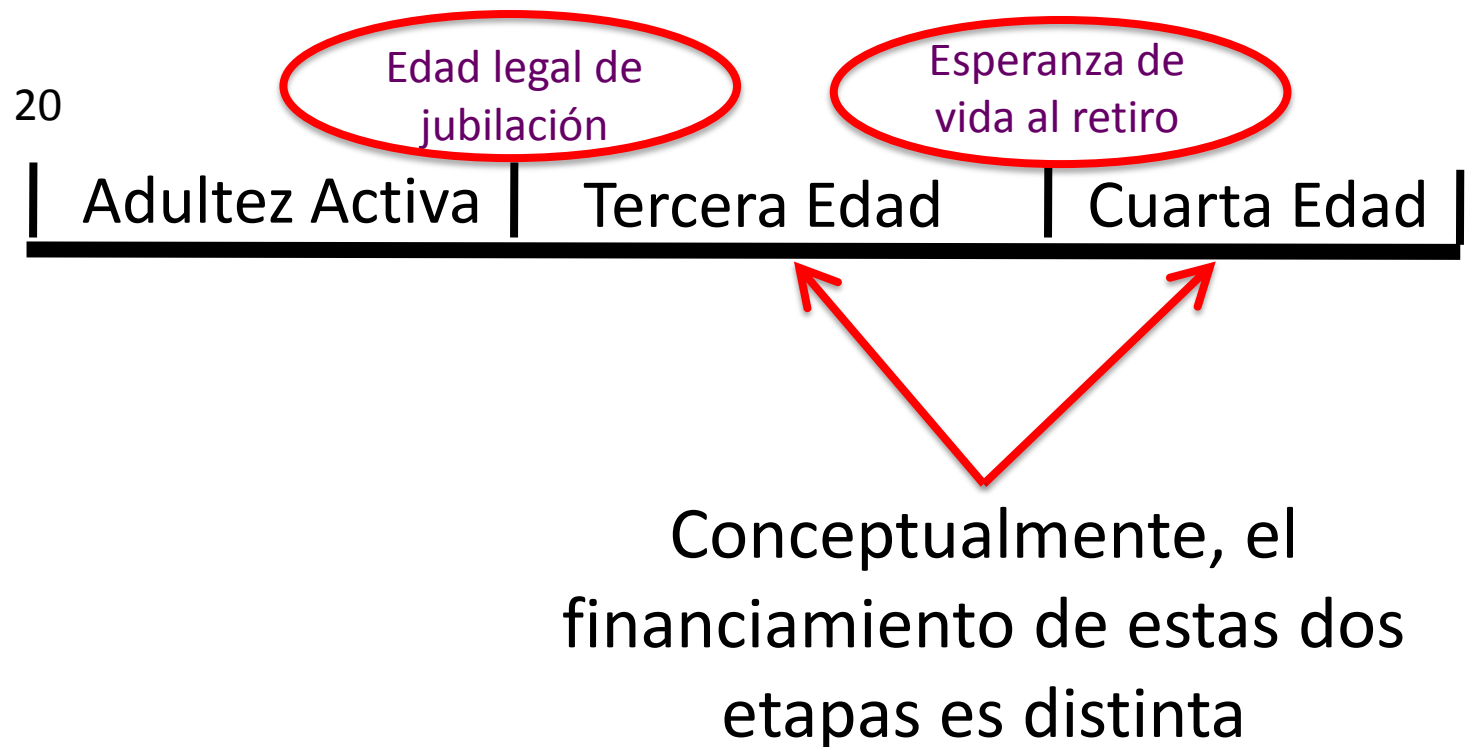 20
Edad legal de
jubilación
Esperanza de
vida al retiro
Adultez Activa
Tercera Edad
Cuarta Edad
Conceptualmente, el
financiamiento de estas dos
etapas es distinta